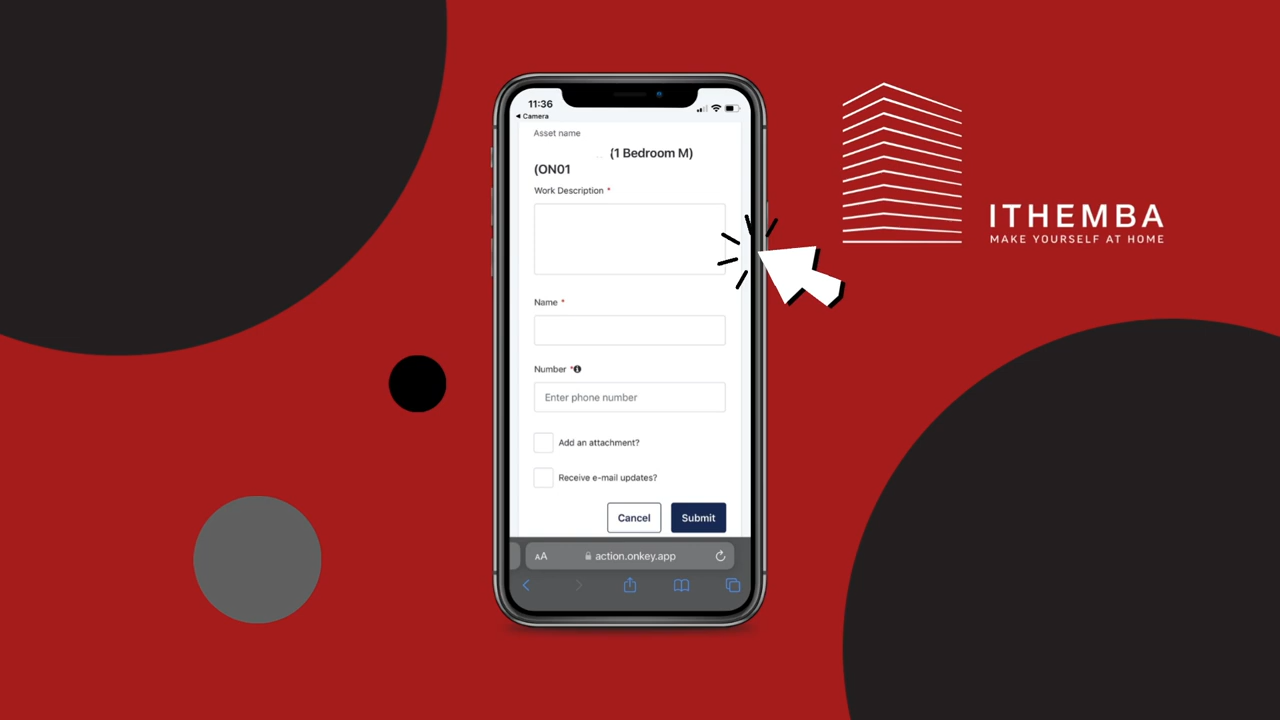 11:36
◀ Camera
Asset name
(1 Bedroom M)
(ON01
Work Description *
Name *
Number *
Enter phone number
Add an attachment?
Receive e-mail updates?
Cancel Submit
AA action.onkey.app
ITHEMBA
MAKE YOURSELF AT HOME